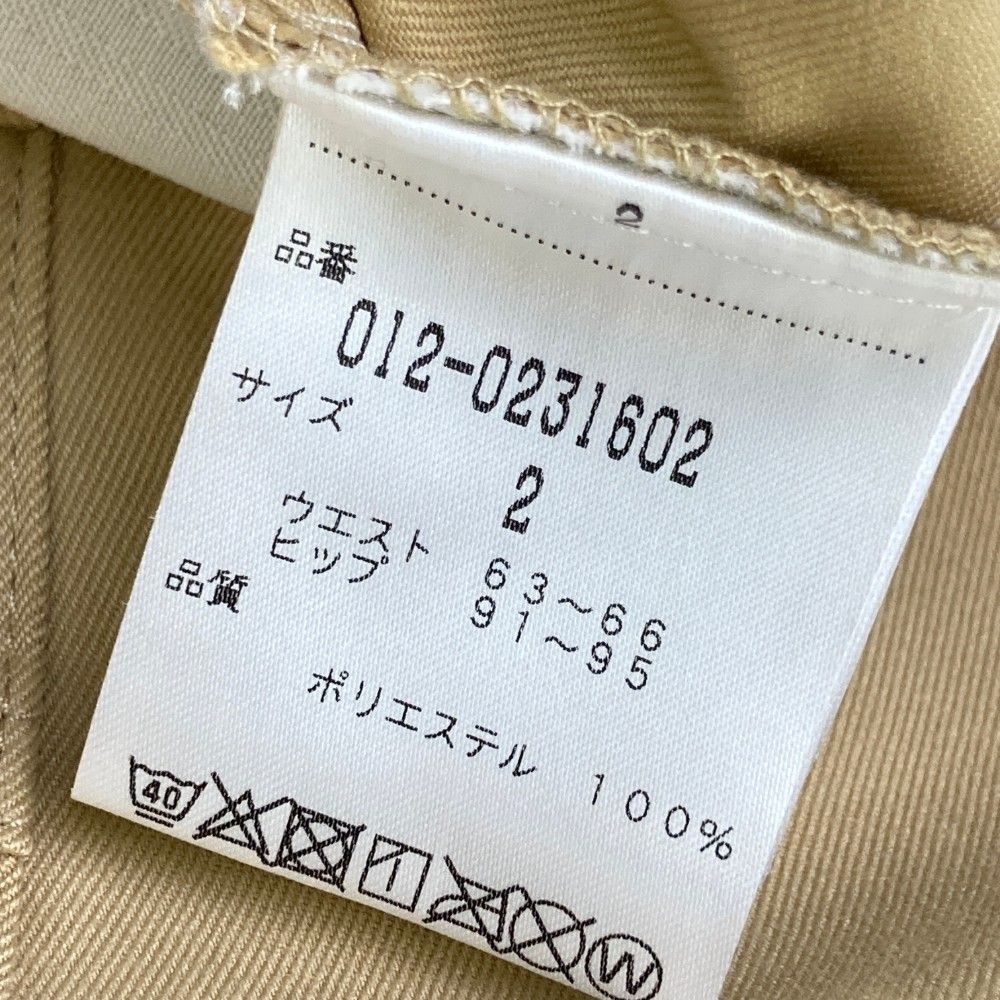 2
品番
012-0231602
サイズ
2
ウエスト 63～66
ヒップ 91～95
品質
ポリエステル 100%
40
W